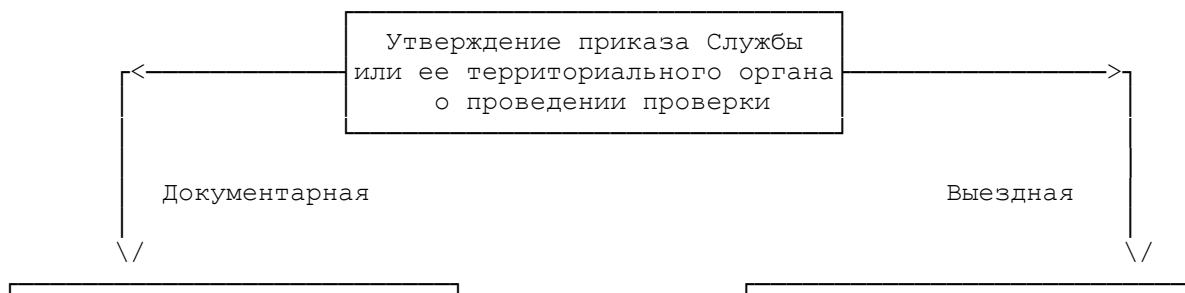 Утверждение приказа Службы
или ее территориального органа
о проведении проверки
Документарная Выездная